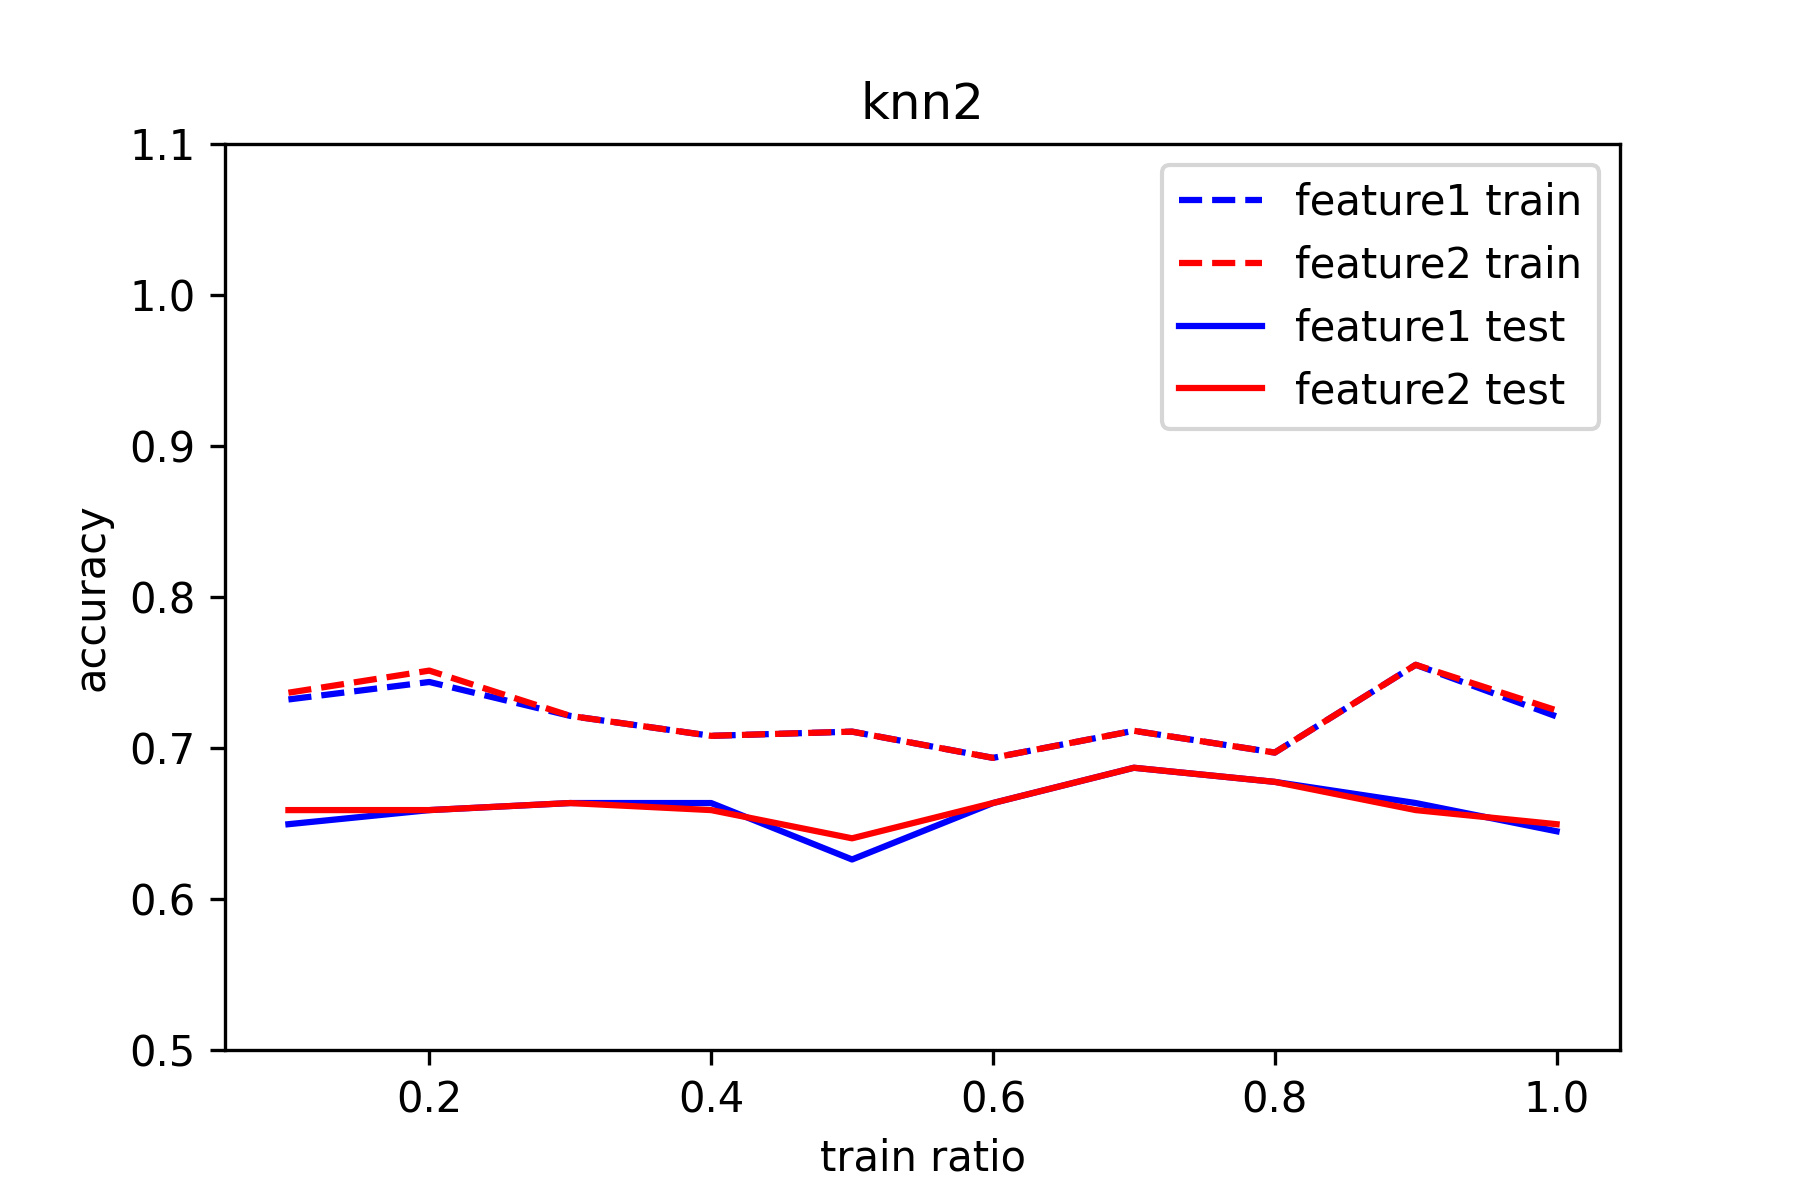 knn2
1.1
1.0
0.9
0.8
0.7
0.6
0.5
accuracy
feature1 train
feature2 train
feature1 test
feature2 test
0.2 0.4 0.6 0.8 1.0
train ratio